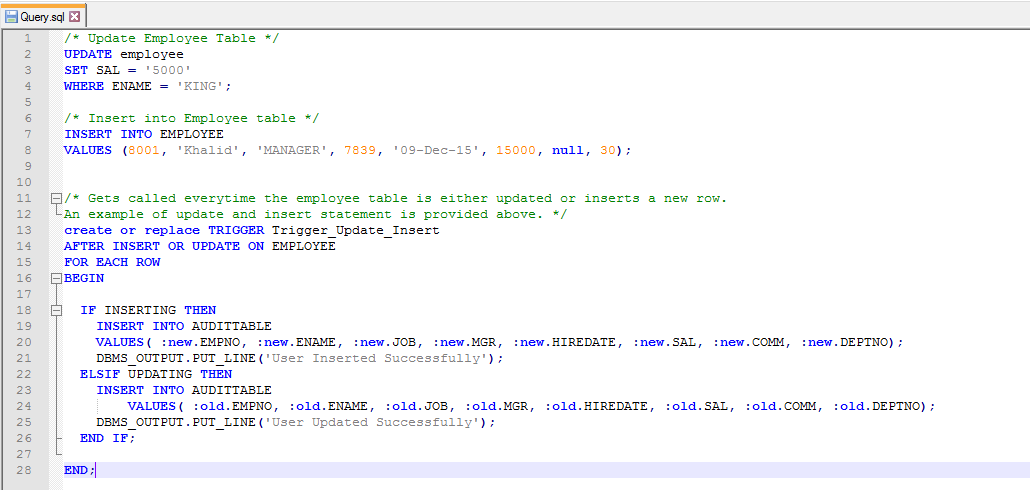 Query.sql
1 /* Update Employee Table */
2 UPDATE employee
3 SET SAL = '5000'
4 WHERE ENAME = 'KING';
5
6 /* Insert into Employee table */
7 INSERT INTO EMPLOYEE
8 VALUES (8001, 'Khalid', 'MANAGER', 7839, '09-Dec-15', 15000, null, 30);
9
10
11 /* Gets called everytime the employee table is either updated or inserts a new row.
12 An example of update and insert statement is provided above. */
13 create or replace TRIGGER Trigger_Update_Insert
14 AFTER INSERT OR UPDATE ON EMPLOYEE
15 FOR EACH ROW
16 BEGIN
17
18 IF INSERTING THEN
19 INSERT INTO AUDITTABLE
20 VALUES( :new.EMPNO, :new.ENAME, :new.JOB, :new.MGR, :new.HIREDATE, :new.SAL, :new.COMM, :new.DEPTNO);
21 DBMS_OUTPUT.PUT_LINE('User Inserted Successfully');
22 ELSIF UPDATING THEN
23 INSERT INTO AUDITTABLE
24 VALUES( :old.EMPNO, :old.ENAME, :old.JOB, :old.MGR, :old.HIREDATE, :old.SAL, :old.COMM, :old.DEPTNO);
25 DBMS_OUTPUT.PUT_LINE('User Updated Successfully');
26 END IF;
27
28 END;